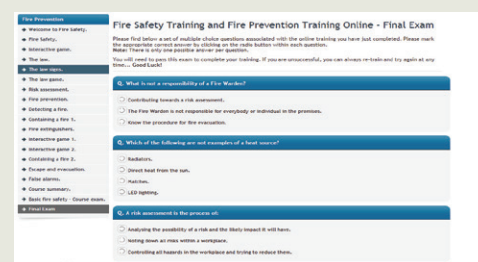 Fire Prevention
Welcome to Fire Safety.
Fire Safety.
Interactive game.
The law.
The law signs.
The law game.
Risk assessment.
Fire prevention.
Detecting a fire.
Containing a fire 1.
Fire extinguishers.
Interactive game 1.
Interactive game 2.
Containing a fire 2.
Escape and evacuation.
False alarms.
Course summary.
Basic fire safety - Course exam.
Final Exam
Fire Safety Training and Fire Prevention Training Online - Final Exam
Please find below a set of multiple choice questions associated with the online training you have just completed. Please mark
the appropriate correct answer by clicking on the radio button within each question.
Note: There is only one possible answer per question.
You will need to pass this exam to complete your training. If you are unsuccessful, you can always re-train and try again at any
time... Good Luck!
Q. What is not a responsibility of a Fire Warden?
Contributing towards a risk assessment.
The Fire Warden is not responsible for everybody or individual in the premises.
Know the procedure for fire evacuation.
Q. Which of the following are not examples of a heat source?
Radiators.
Direct heat from the sun.
Matches.
LED lighting.
Q. A risk assessment is the process of:
Analysing the possibility of a risk and the likely impact it will have.
Noting down all risks within a workplace.
Controlling all hazards in the workplace and trying to reduce them.